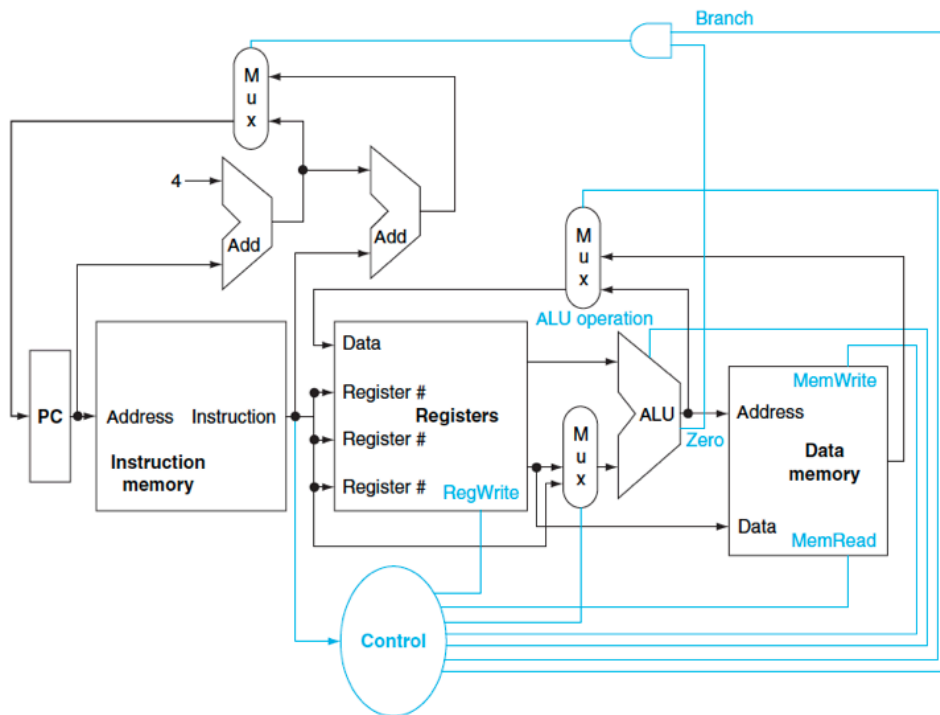 Branch
M
u
x
4
Add
Add
M
u
x
ALU operation
Data
Register #
Registers
Register #
Register #
RegWrite
PC
Address
Instruction
Instruction
memory
M
u
x
ALU
Zero
MemWrite
Address
Data
memory
Data
MemRead
Control